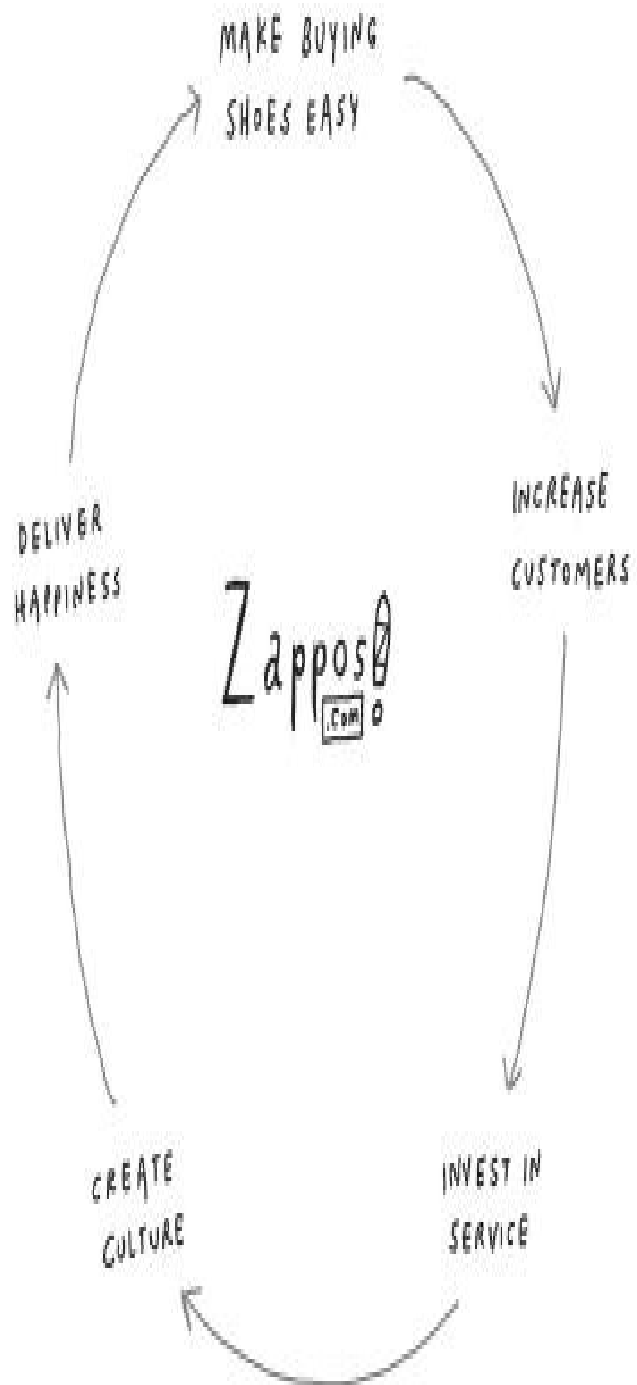 MAKE BUYING
SHOES EASY
INCREASE
CUSTOMERS
INVEST IN
SERVICE
CREATE
CULTURE
DELIVER
HAPPINESS
Zappos
.COM